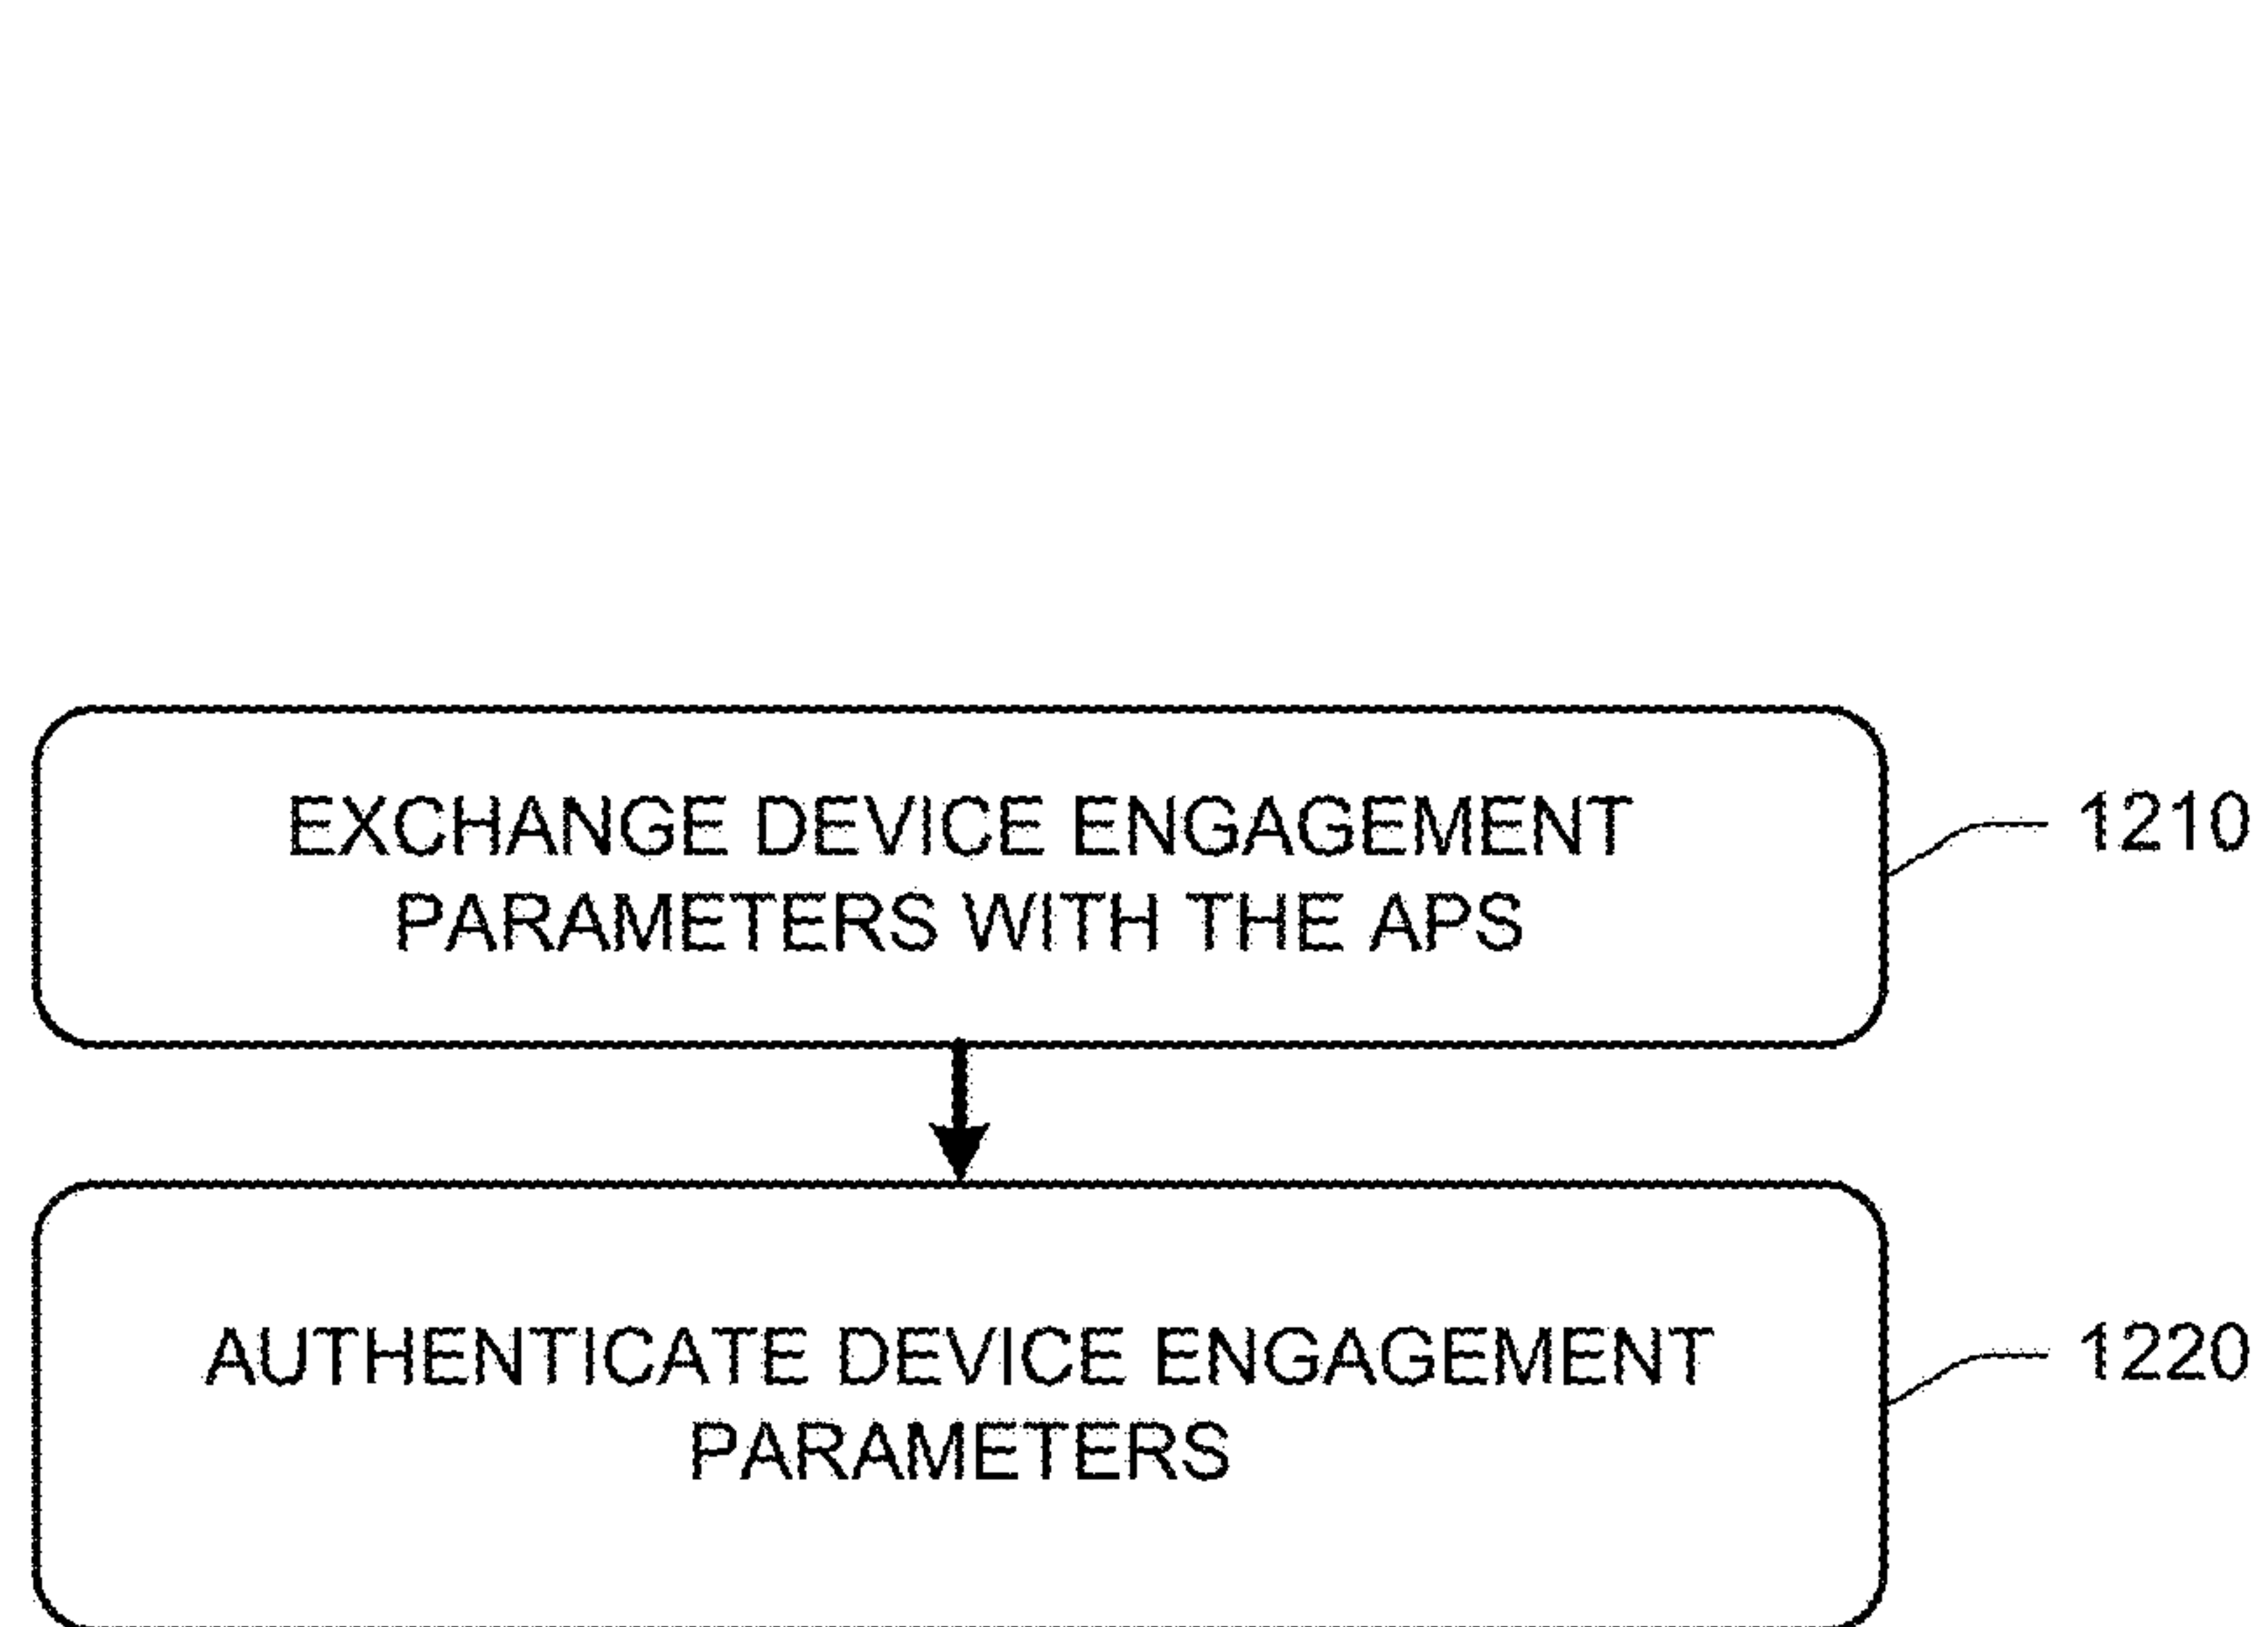 EXCHANGE DEVICE ENGAGEMENT
PARAMETERS WITH THE APS
1210
AUTHENTICATE DEVICE ENGAGEMENT
PARAMETERS
1220